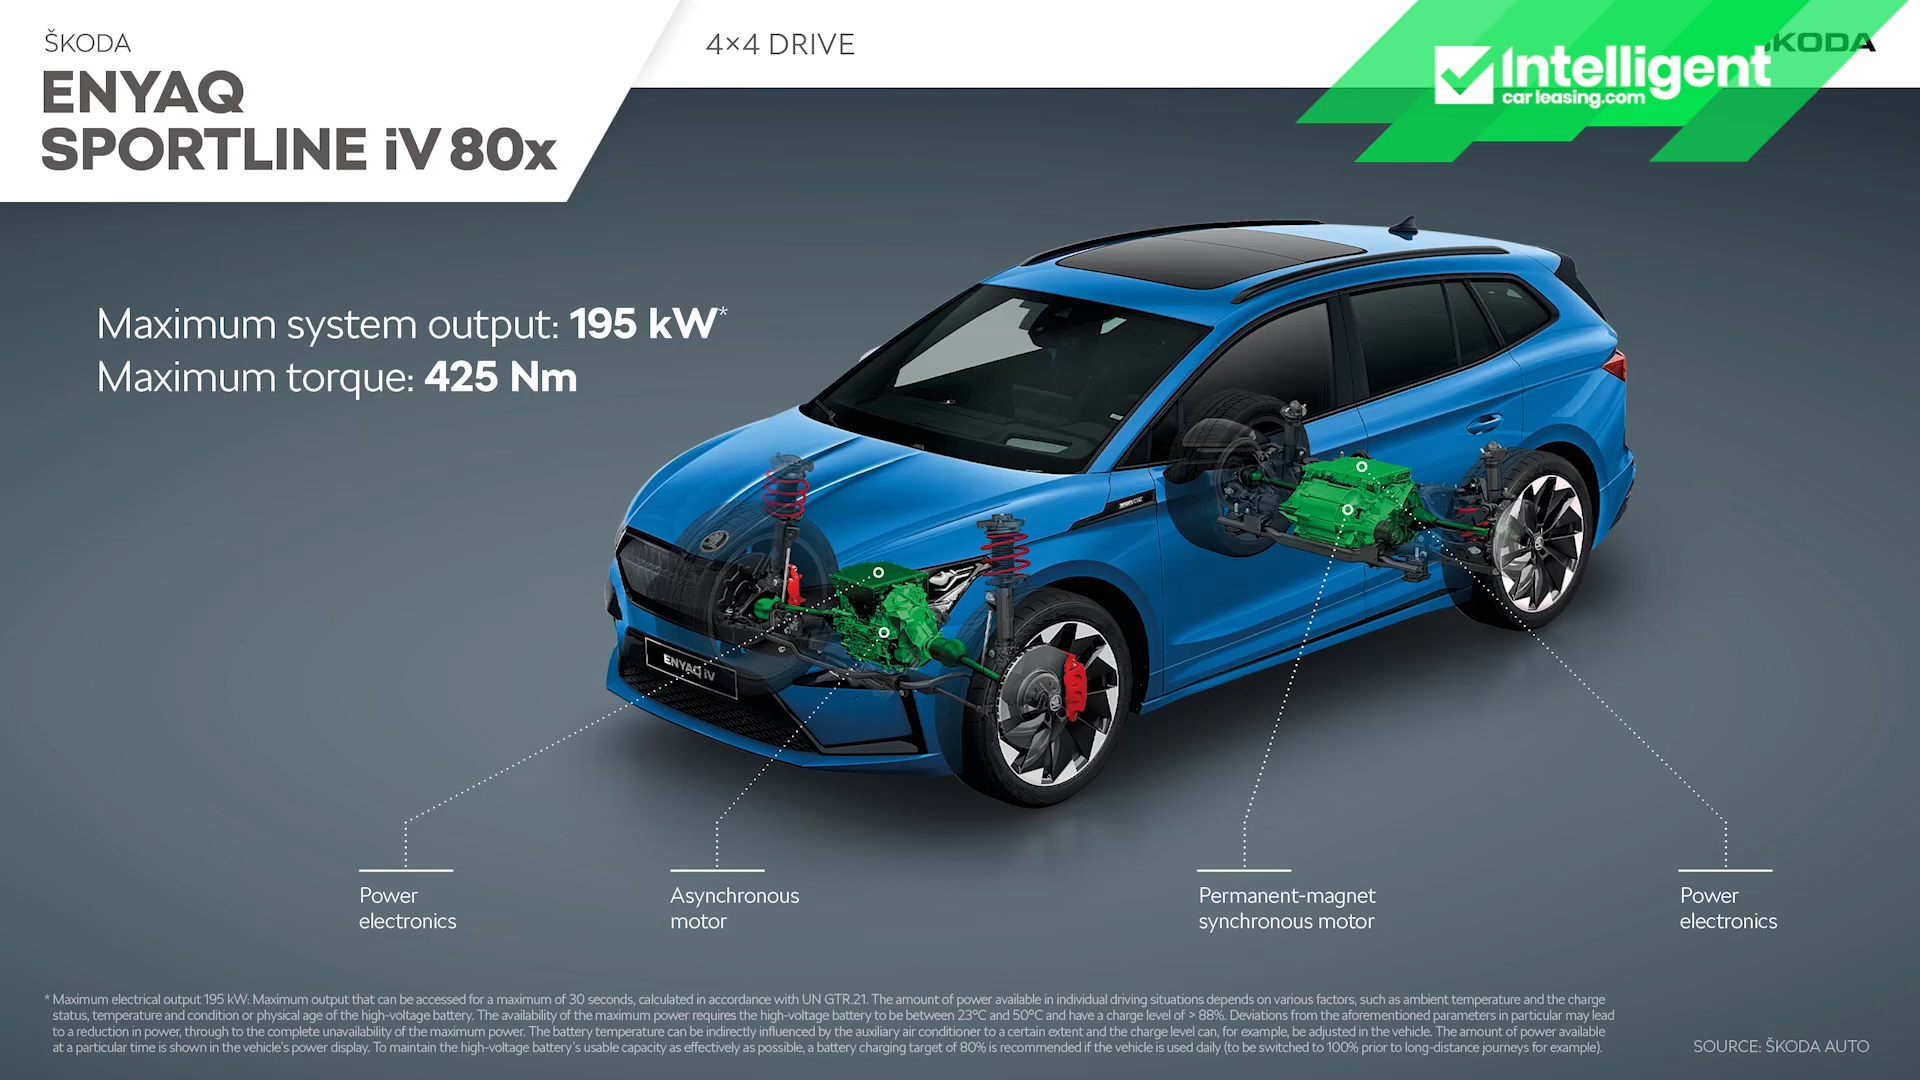 ŠKODA
ENYAQ
SPORTLINE iV 80x
4×4 DRIVE
ŠKODA
Intelligent
car leasing.com
Maximum system output: 195 kW*
Maximum torque: 425 Nm
ENYAQ iV
Power
electronics
Asynchronous
motor
Permanent-magnet
synchronous motor
Power
electronics
* Maximum electrical output 195 kW: Maximum output that can be accessed for a maximum of 30 seconds, calculated in accordance with UN GTR.21. The amount of power available in individual driving situations depends on various factors, such as ambient temperature and the charge
status, temperature and condition or physical age of the high-voltage battery. The availability of the maximum power requires the high-voltage battery to be between 23°C and 50°C and have a charge level of > 88%. Deviations from the aforementioned parameters in particular may lead
to a reduction in power, through to the complete unavailability of the maximum power. The battery temperature can be indirectly influenced by the auxiliary air conditioner to a certain extent and the charge level can, for example, be adjusted in the vehicle. The amount of power available
at a particular time is shown in the vehicle's power display. To maintain the high-voltage battery's usable capacity as effectively as possible, a battery charging target of 80% is recommended if the vehicle is used daily (to be switched to 100% prior to long-distance journeys for example).
SOURCE: ŠKODA AUTO